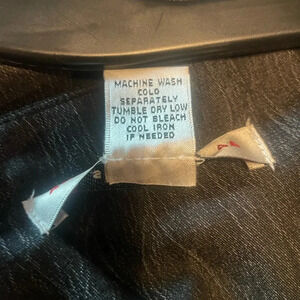 MACHINE WASH
COLD
SEPARATELY
TUMBLE DRY LOW
DO NOT BLEACH
COOL IRON
IF NEEDED